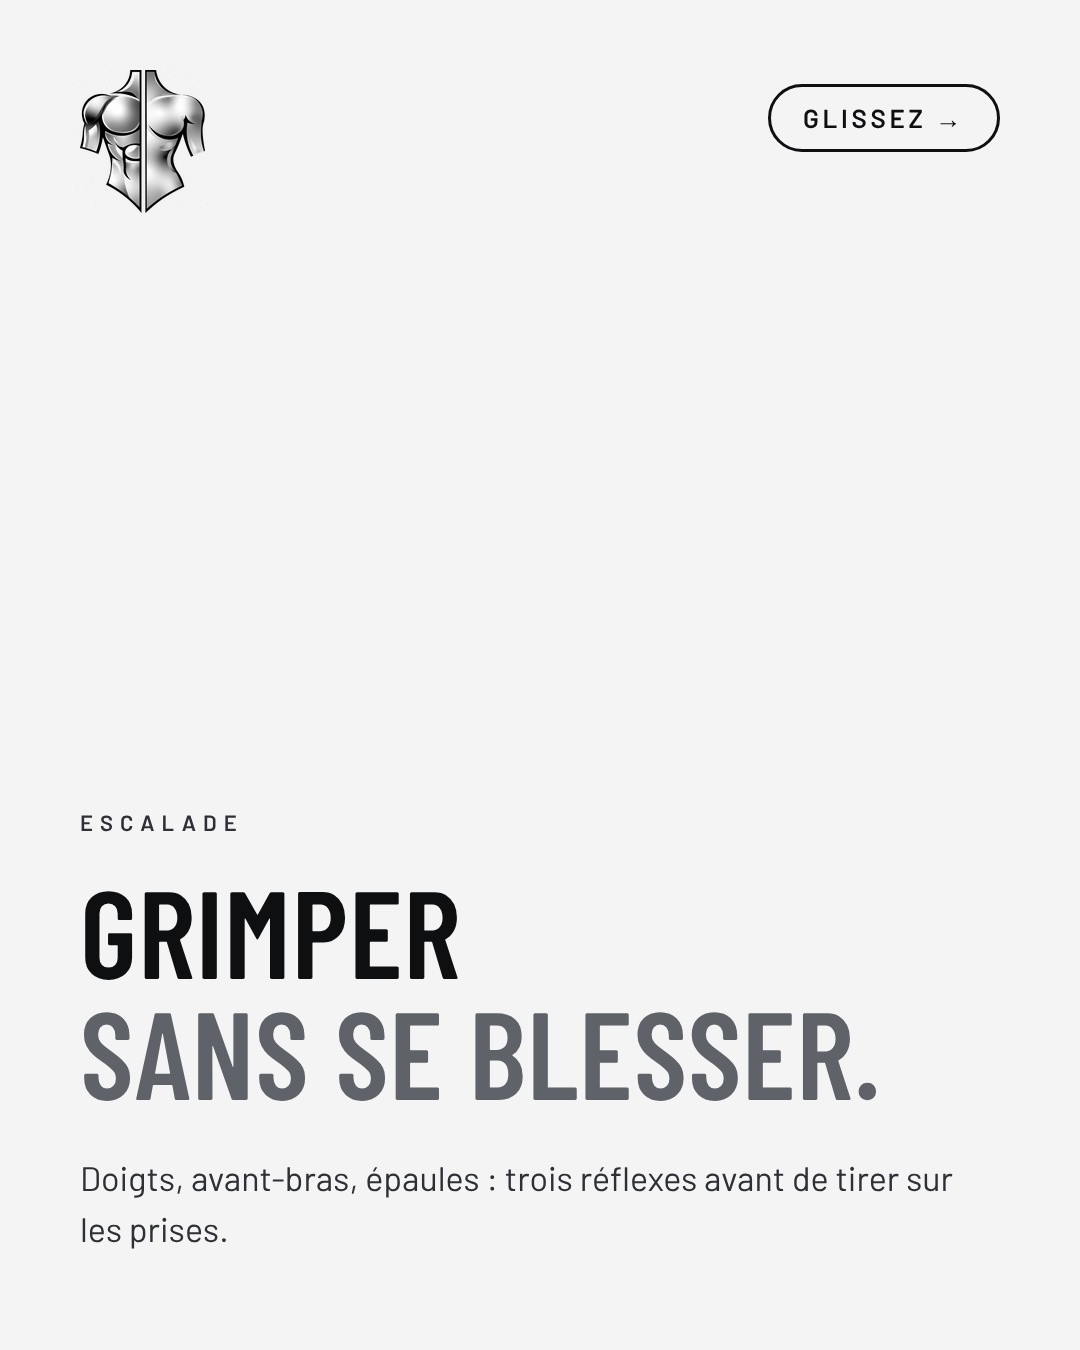 GLISSEZ →
ESCALADE
GRIMPER
SANS SE BLESSER.
Doigts, avant-bras, épaules : trois réflexes avant de tirer sur
les prises.